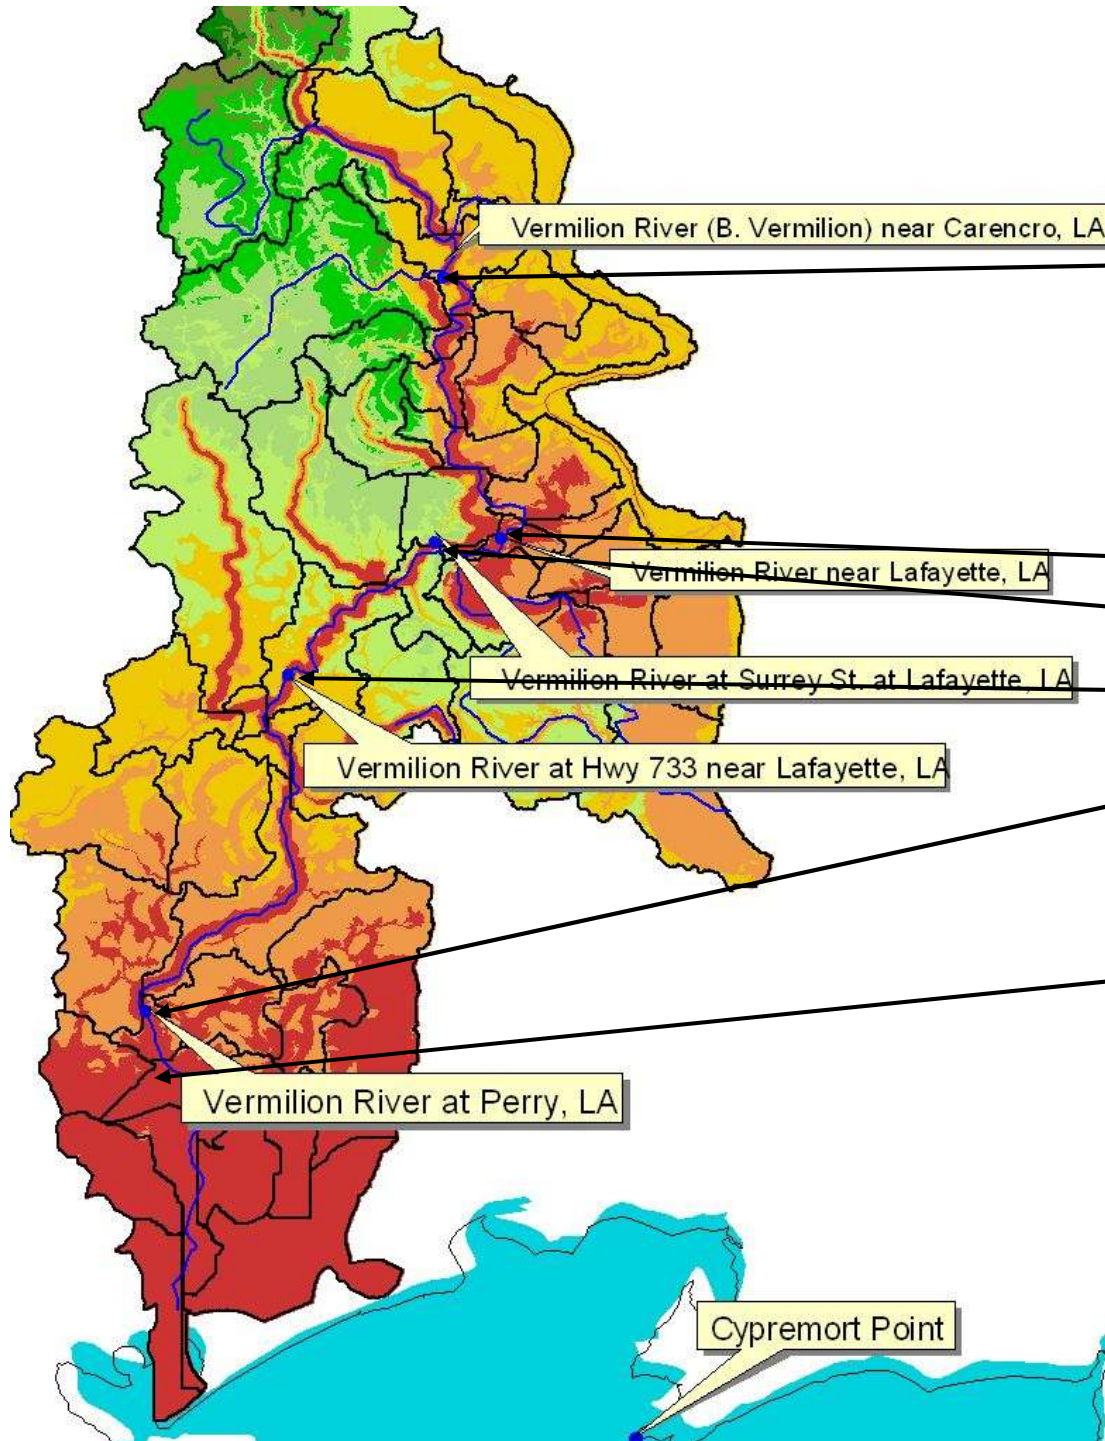 Vermilion River (B. Vermilion) near Carencro, LA
Vermilion River near Lafayette, LA
Vermilion River at Surrey St. at Lafayette, LA
Vermilion River at Hwy 733 near Lafayette, LA
Vermilion River at Perry, LA
Cypremort Point